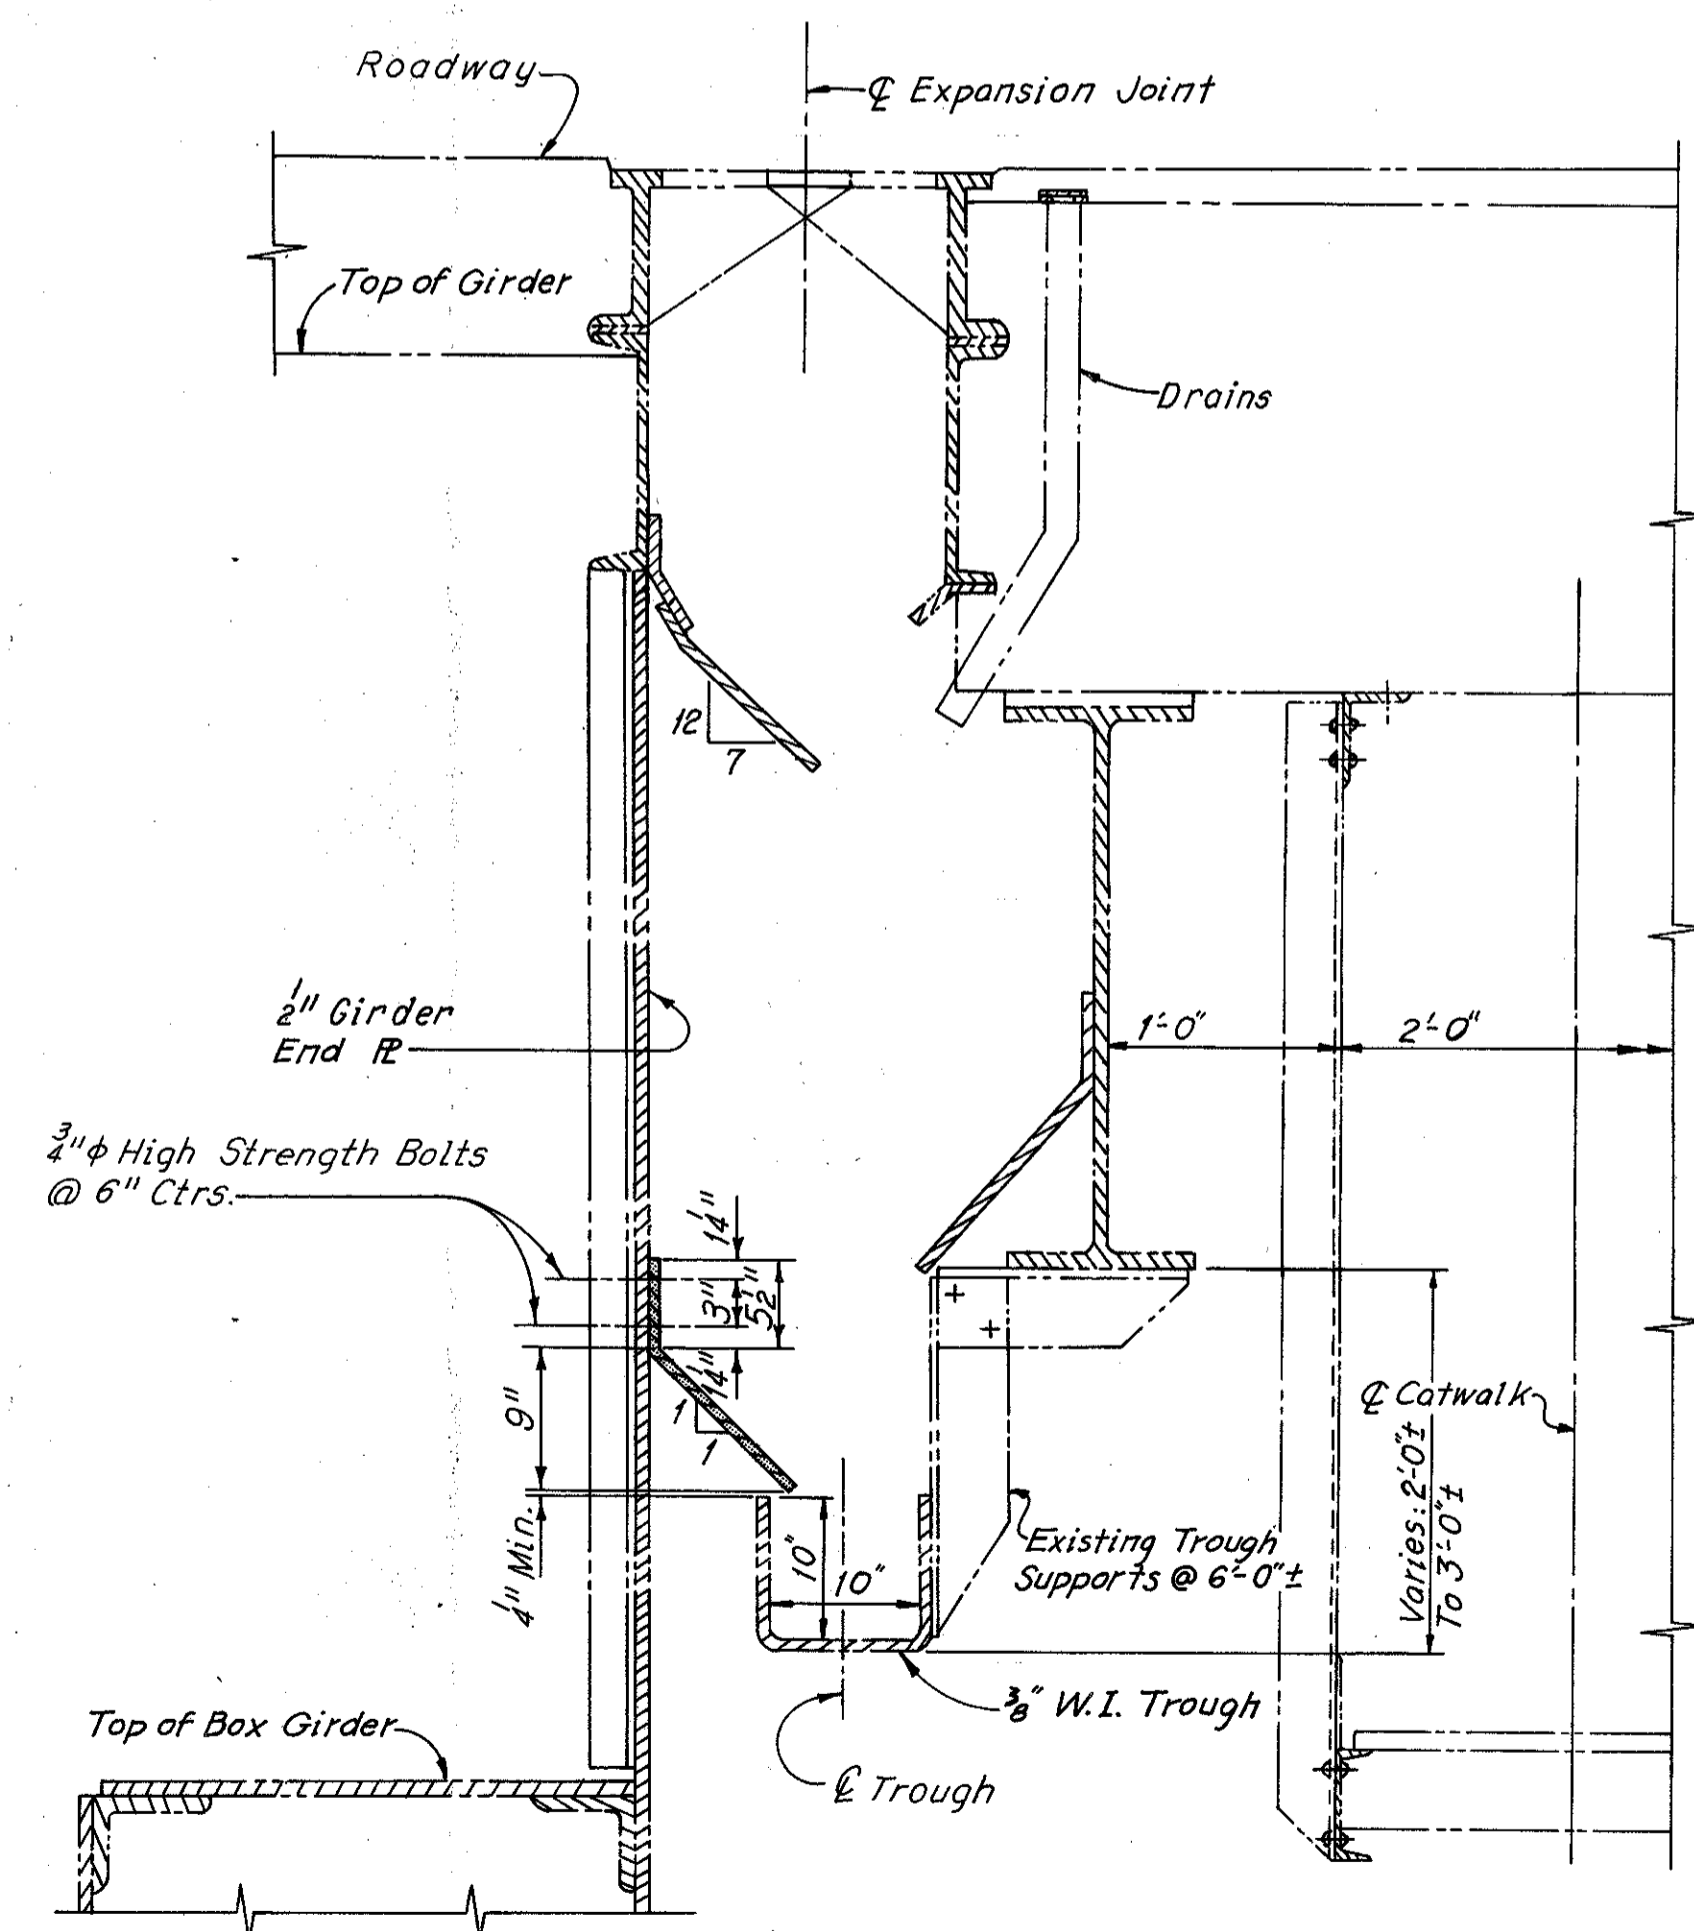 Roadway
℄ Expansion Joint
Top of Girder
Drains
12
7
1/2" Girder
End ⅊
1'-0"
2'-0"
3/4"ϕ High Strength Bolts
@ 6" Ctrs.
1 1/4"
3"
5 1/2"
1 1/4"
9"
1
1
1/4" Min.
℄ Catwalk
Varies: 2'-0"±
To 3'-0"±
10"
10"
Existing Trough
Supports @ 6'-0"±
3/8" W.I. Trough
Top of Box Girder
℄ Trough